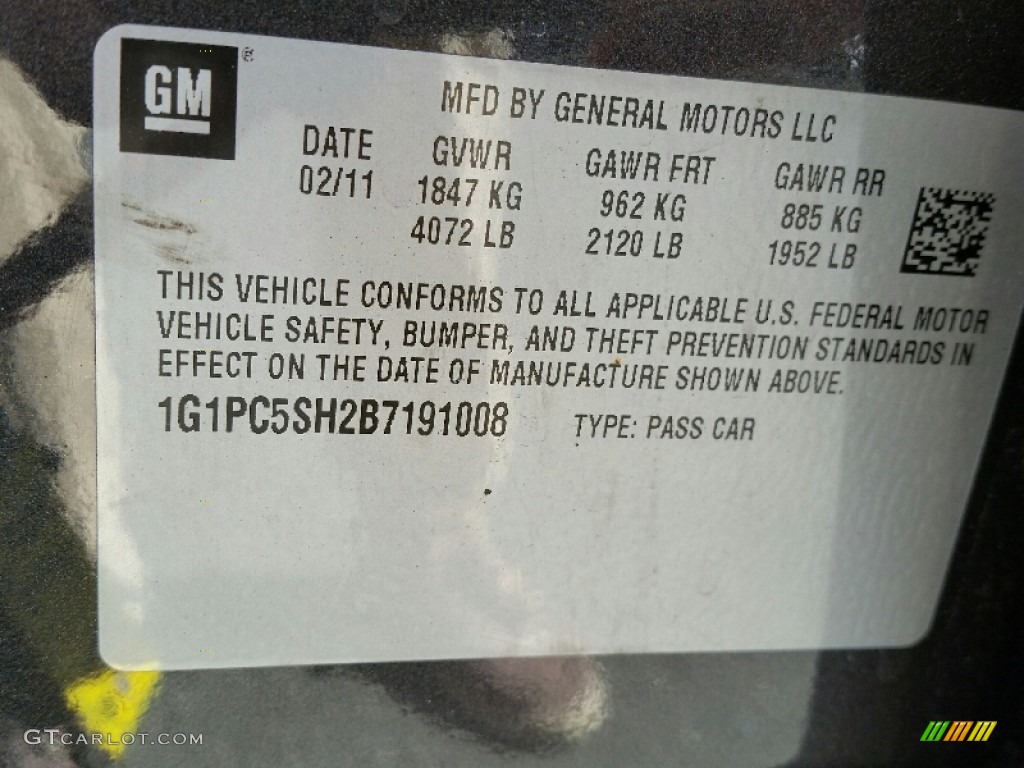 GM ®
MFD BY GENERAL MOTORS LLC
DATE GVWR GAWR FRT GAWR RR
02/11 1847 KG 962 KG 885 KG
4072 LB 2120 LB 1952 LB
THIS VEHICLE CONFORMS TO ALL APPLICABLE U.S. FEDERAL MOTOR
VEHICLE SAFETY, BUMPER, AND THEFT PREVENTION STANDARDS IN
EFFECT ON THE DATE OF MANUFACTURE SHOWN ABOVE.
1G1PC5SH2B7191008 TYPE: PASS CAR
GTCARLOT.COM